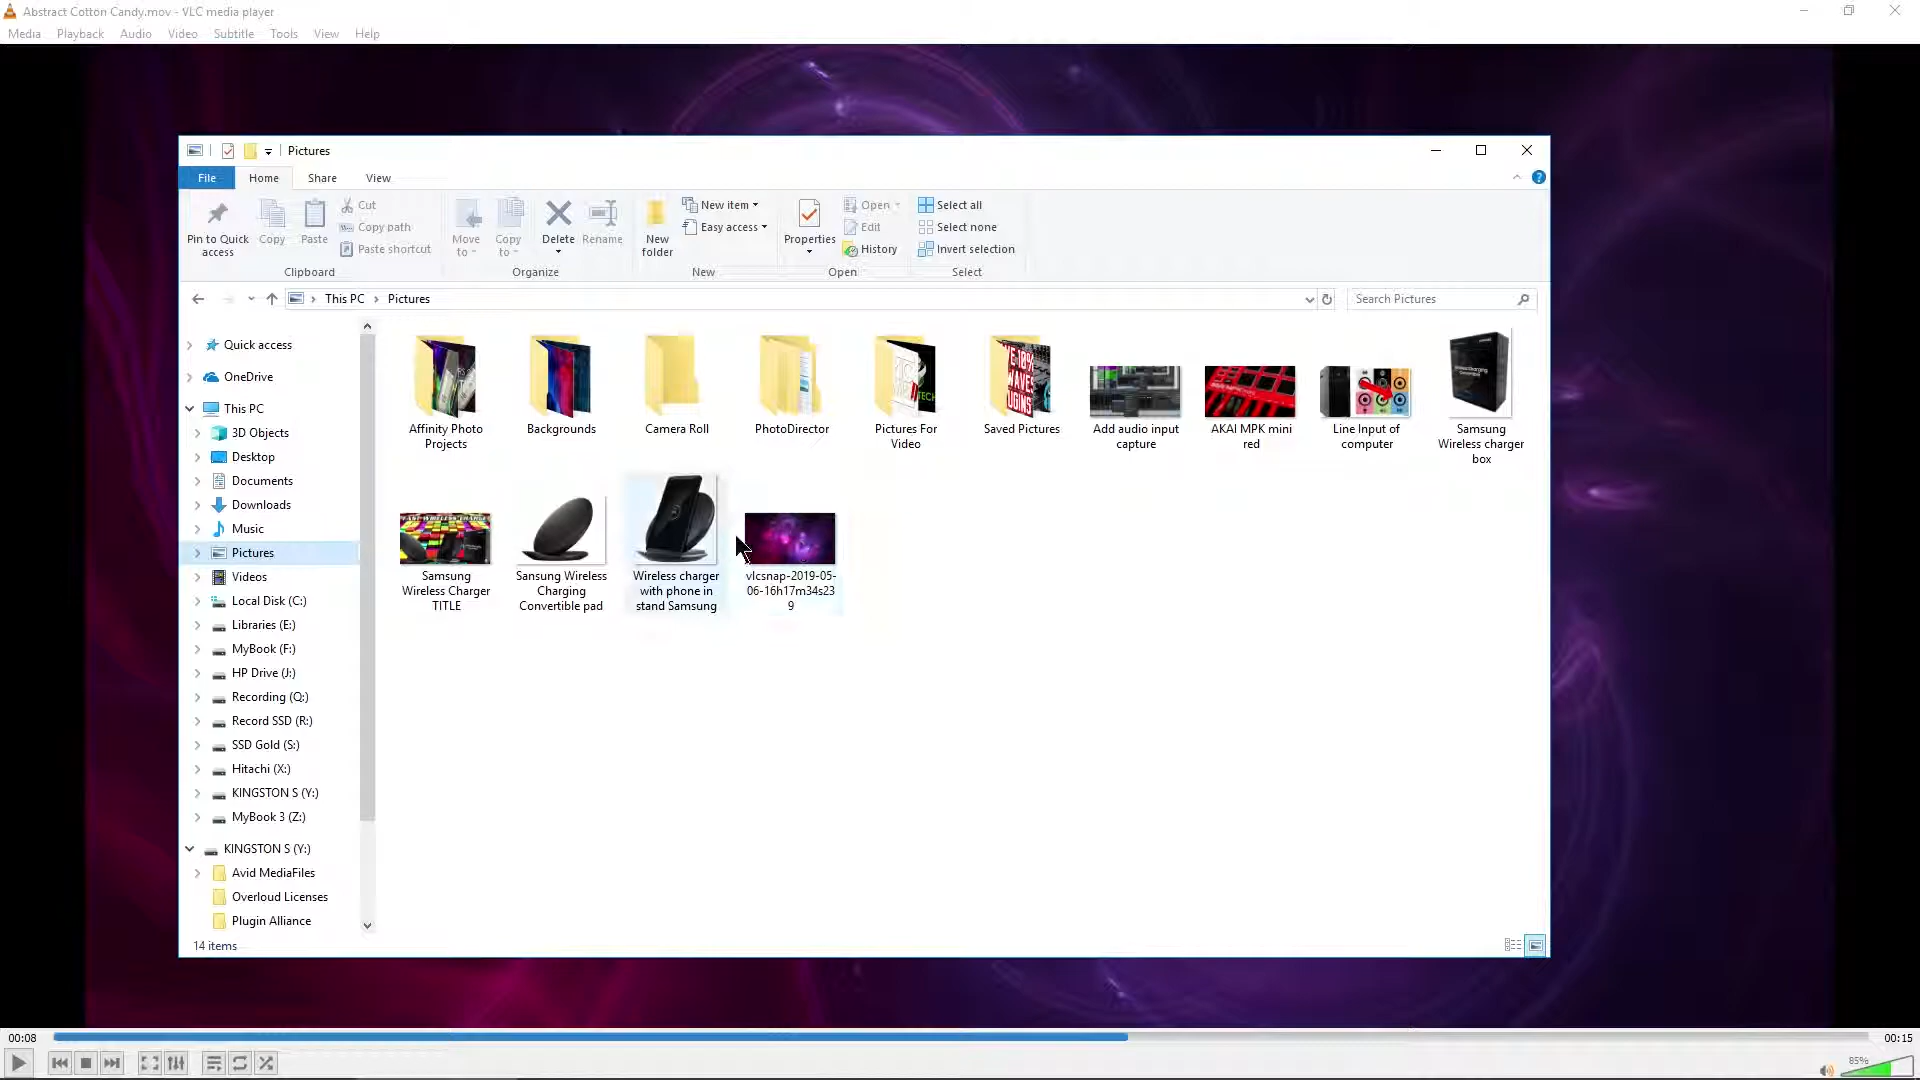 Abstract Cotton Candy.mov - VLC media player
Media Playback Audio Video Subtitle Tools View Help
Pictures
File Home Share View
Pin to Quick access
Copy
Paste
Cut
Copy path
Paste shortcut
Clipboard
Move to
Copy to
Delete
Rename
Organize
New folder
New item
Easy access
New
Properties
Open
Edit
History
Open
Select all
Select none
Invert selection
Select
This PC > Pictures
Search Pictures
Quick access
OneDrive
This PC
3D Objects
Desktop
Documents
Downloads
Music
Pictures
Videos
Local Disk (C:)
Libraries (E:)
MyBook (F:)
HP Drive (J:)
Recording (Q:)
Record SSD (R:)
SSD Gold (S:)
Hitachi (X:)
KINGSTON S (Y:)
MyBook 3 (Z:)
KINGSTON S (Y:)
Avid MediaFiles
Overloud Licenses
Plugin Alliance
Affinity Photo
Projects
Backgrounds
Camera Roll
PhotoDirector
Pictures For
Video
Saved Pictures
Add audio input
capture
AKAI MPK mini
red
Line Input of
computer
Samsung
Wireless charger
box
Samsung
Wireless Charger
TITLE
Sansung Wireless
Charging
Convertible pad
Wireless charger
with phone in
stand Samsung
vlcsnap-2019-05-
06-16h17m34s23
9
14 items
00:08
00:15
85%